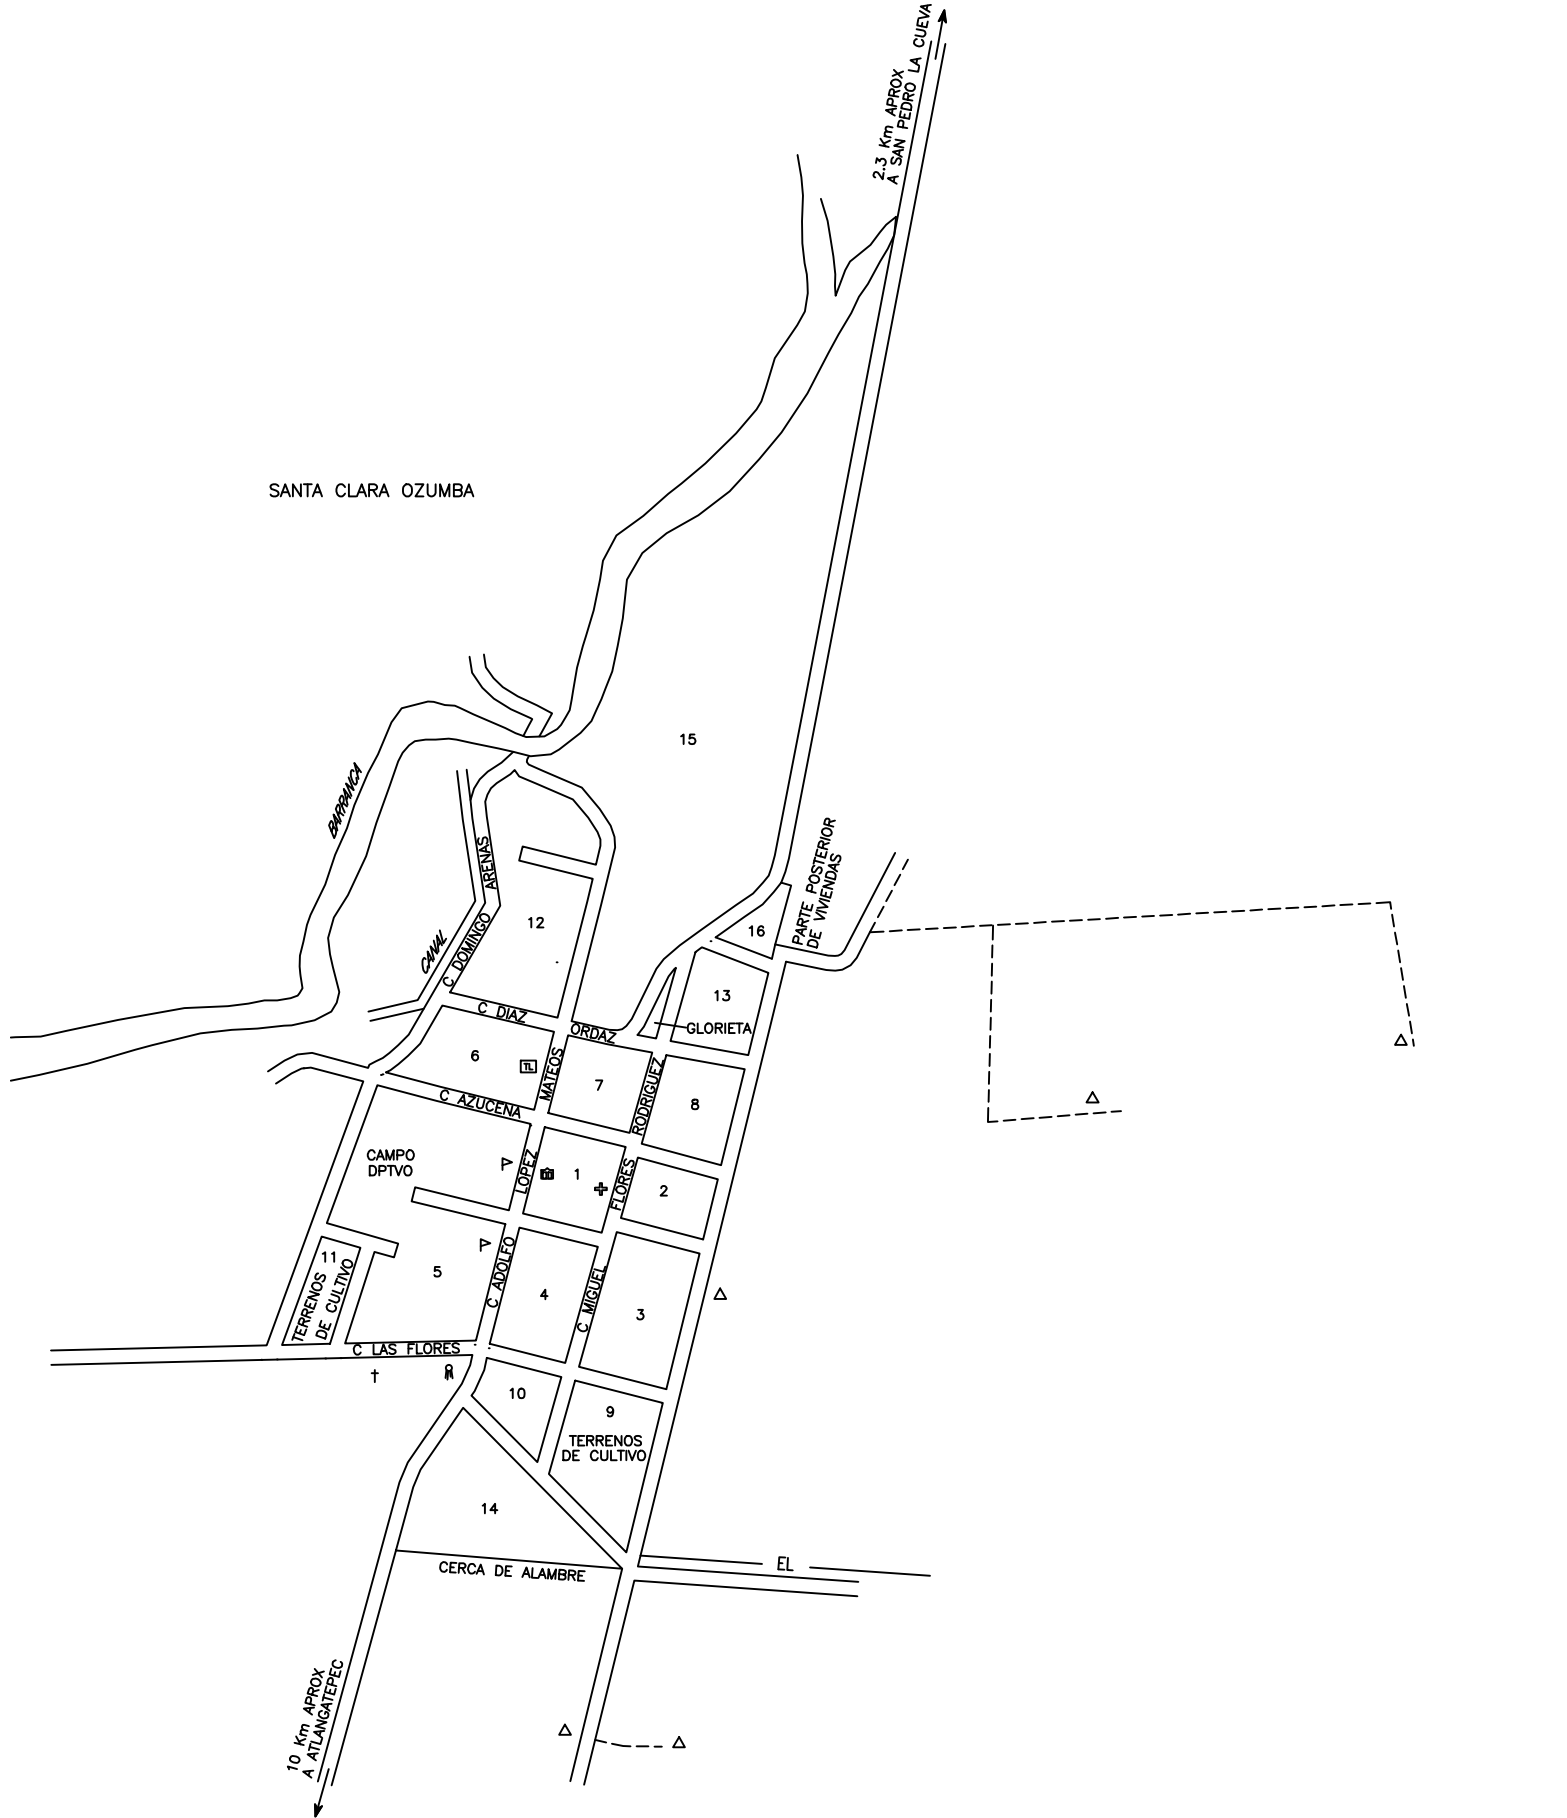 2.3 Km APROX
A SAN PEDRO LA CUEVA
SANTA CLARA OZUMBA
15
BARRANCA
PARTE POSTERIOR
DE VIVIENDAS
C DOMINGO ARENAS
12
16
CANAL
13
C DIAZ ORDAZ
GLORIETA
6
TL
7
8
C AZUCENA
CAMPO
DPTVO
1
2
C ADOLFO LOPEZ MATEOS
C MIGUEL FLORES RODRIGUEZ
11
TERRENOS
DE CULTIVO
5
4
3
C LAS FLORES
10
9
TERRENOS
DE CULTIVO
14
CERCA DE ALAMBRE
EL
10 Km APROX
A ATLANGATEPEC